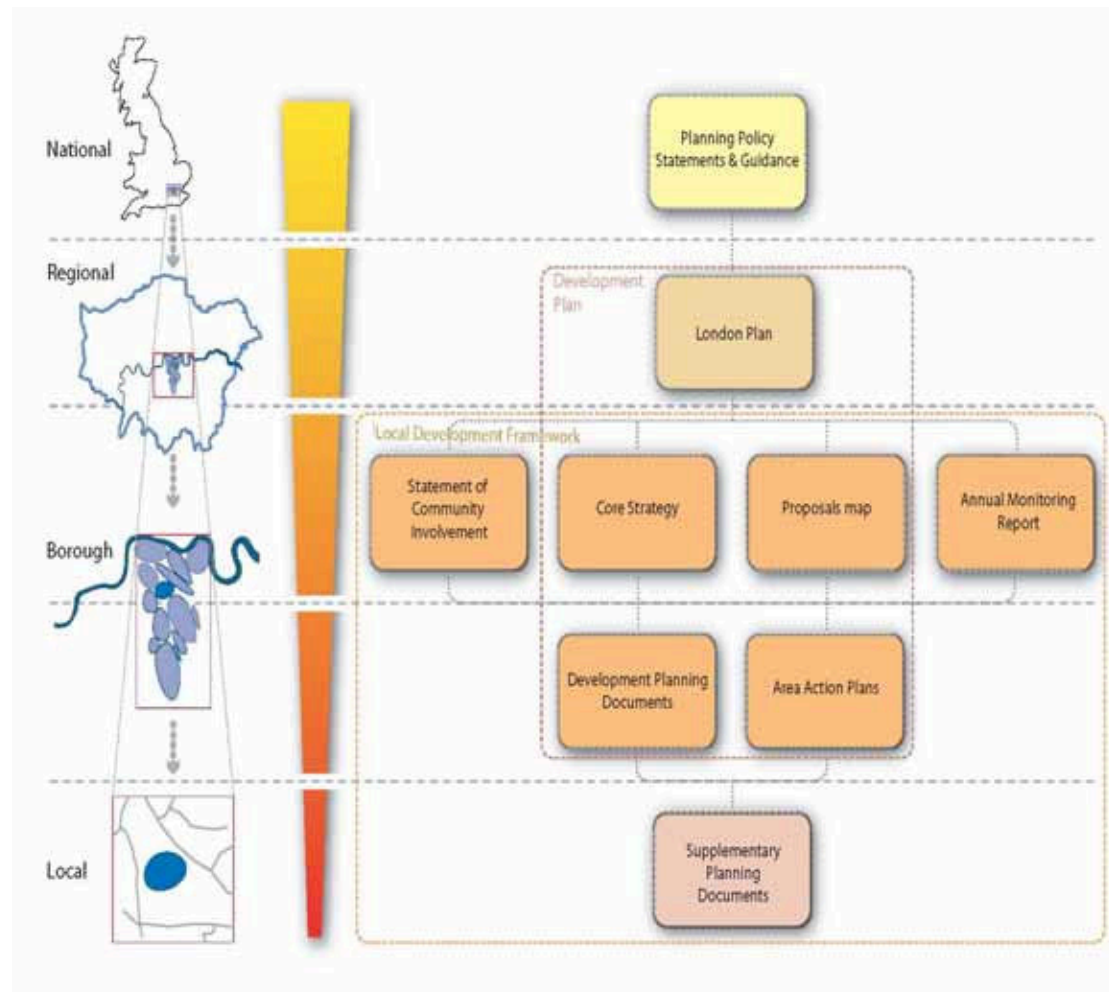 National
Planning Policy
Statements & Guidance
Regional
Development
Plan
London Plan
Local Development Framework
Statement of
Community
Involvement
Core Strategy
Proposals map
Annual Monitoring
Report
Borough
Development Planning
Documents
Area Action Plans
Local
Supplementary
Planning
Documents